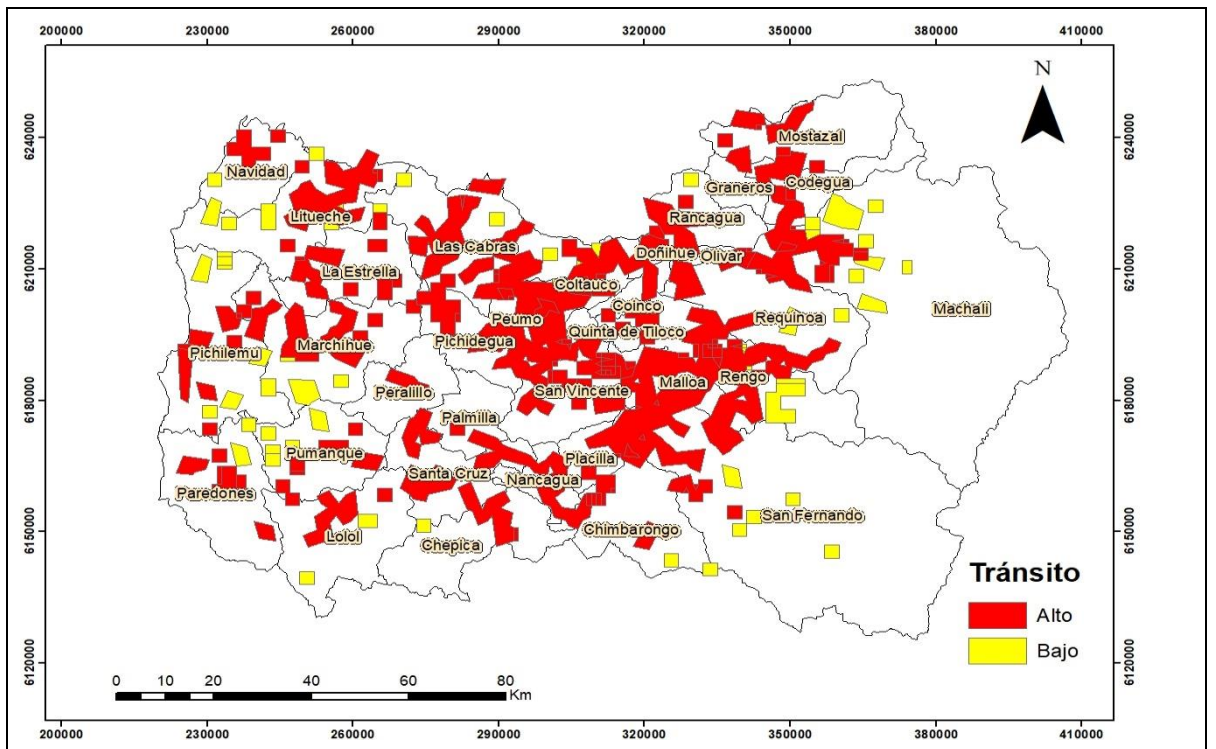 200000 230000 260000 290000 320000 350000 380000 410000
N
6240000 6240000
Mostazal
Navidad
Codegua
Graneros
Litueche
Rancagua
Las Cabras
Doñihue Olivar
6210000 6210000
La Estrella
Coltauco
Coinco
Machalí
Peumo
Requinoa
Quinta de Tiloco
Pichidegua
Marchihue
Pichilemu
Malloa
Rengo
San Vincente
Peralillo
6180000 6180000
Palmilla
Pumanque
Placilla
Santa Cruz
Nancagua
Paredones
San Fernando
Chimbarongo
6150000 6150000
Lolol
Chepica
Tránsito
Alto
Bajo
6120000 6120000
0 10 20 40 60 80
Km
200000 230000 260000 290000 320000 350000 380000 410000